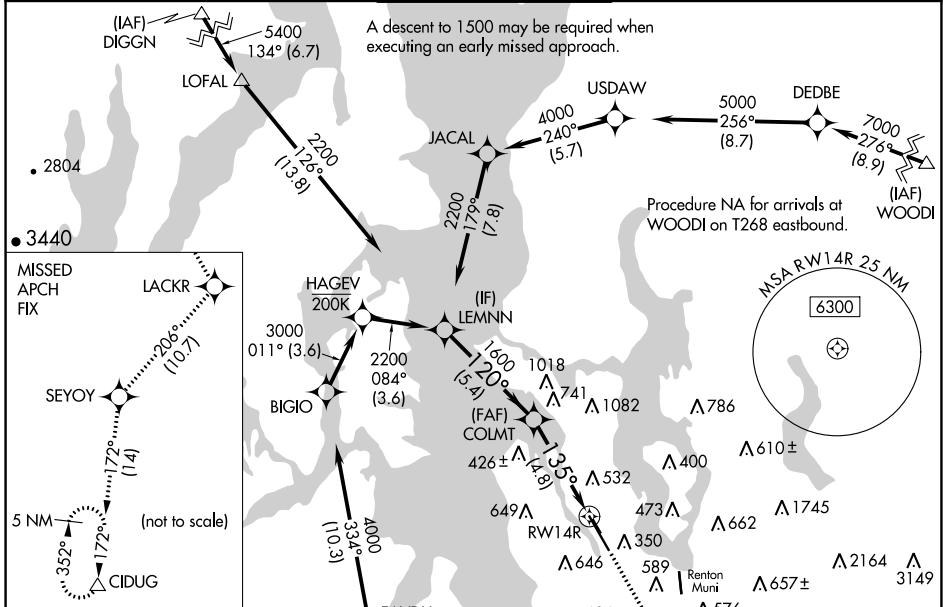 (IAF)
DIGGN
5400
134° (6.7)
LOFAL
A descent to 1500 may be required when
executing an early missed approach.
USDAW
DEDBE
4000
240°
(5.7)
5000
256°
(8.7)
7000
276°
(8.9)
(IAF)
WOODI
JACAL
2200
126°
(13.8)
2200
179°
(7.8)
2804
3440
Procedure NA for arrivals at
WOODI on T268 eastbound.
MSA RW14R 25 NM
6300
MISSED
APCH
FIX
LACKR
206°
(10.7)
SEYOY
172°
(14)
5 NM
(not to scale)
352°
172°
CIDUG
HAGEV
200K
(IF)
LEMNN
3000
011° (3.6)
2200
084°
(3.6)
BIGIO
1600
120°
(5.4)
1018
741
1082
786
(FAF)
COLMT
135°
(4.8)
426±
532
400
610±
649
RW14R
473
662
1745
350
646
589
Renton
Muni
657±
2164
3149
4000
334°
(10.3)
576